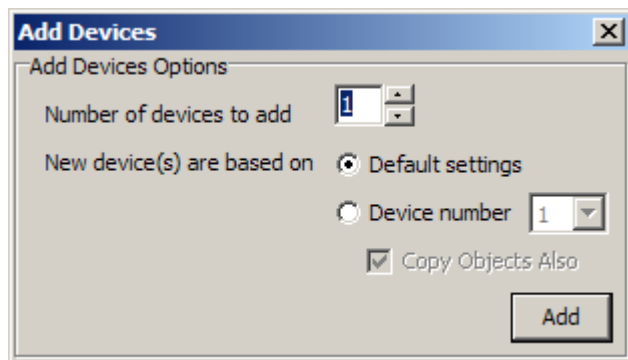 Add Devices
Add Devices Options
Number of devices to add 1
New device(s) are based on Default settings
Device number 1
Copy Objects Also
Add